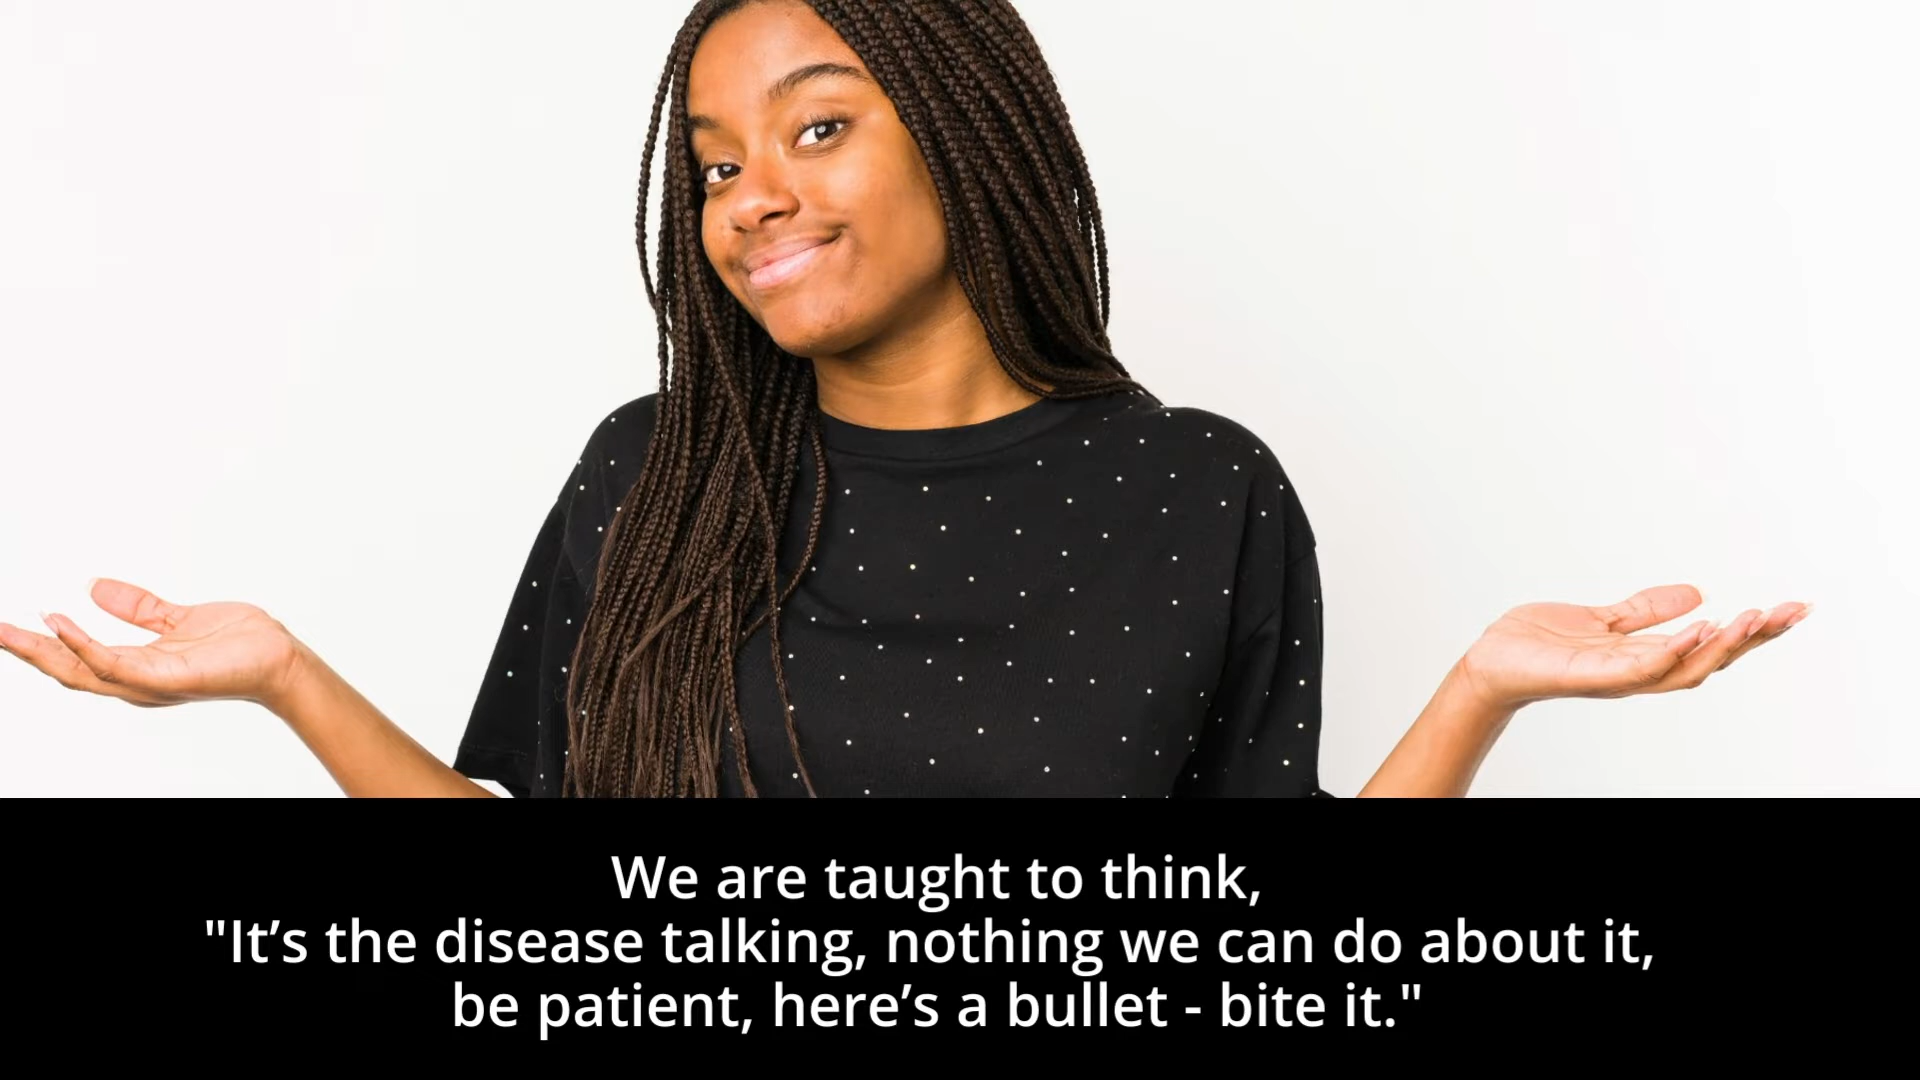 We are taught to think,
"It’s the disease talking, nothing we can do about it,
be patient, here’s a bullet - bite it."